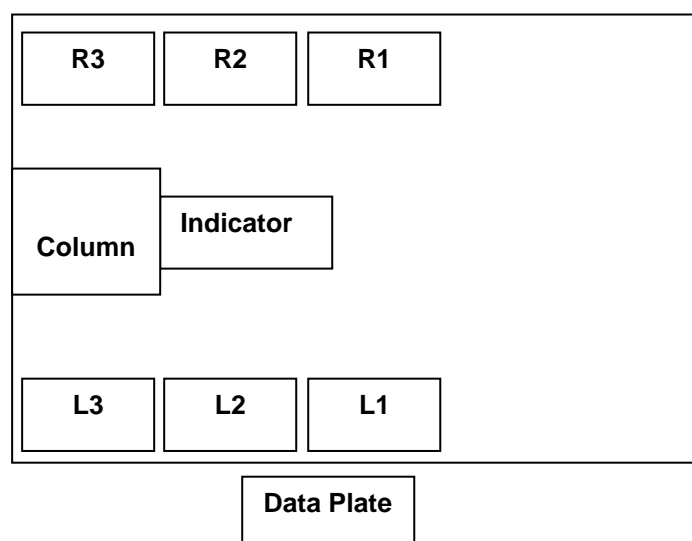 R3 R2 R1
Indicator
Column
L3 L2 L1
Data Plate